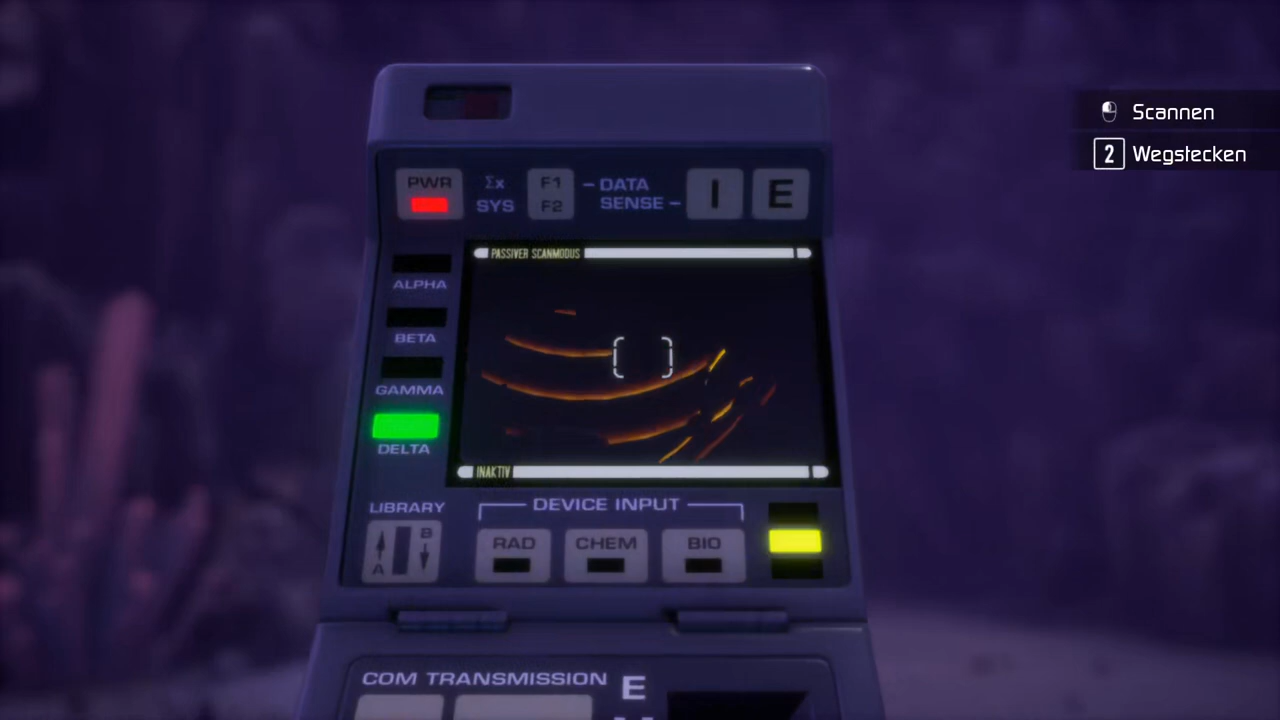 Scannen
2 Wegstecken
PWR
Σx
SYS
F1
F2
– DATA
SENSE –
I
E
PASSIVER SCANMODUS
ALPHA
BETA
GAMMA
DELTA
INAKTIV
LIBRARY
A
B
DEVICE INPUT
RAD
CHEM
BIO
COM TRANSMISSION
E